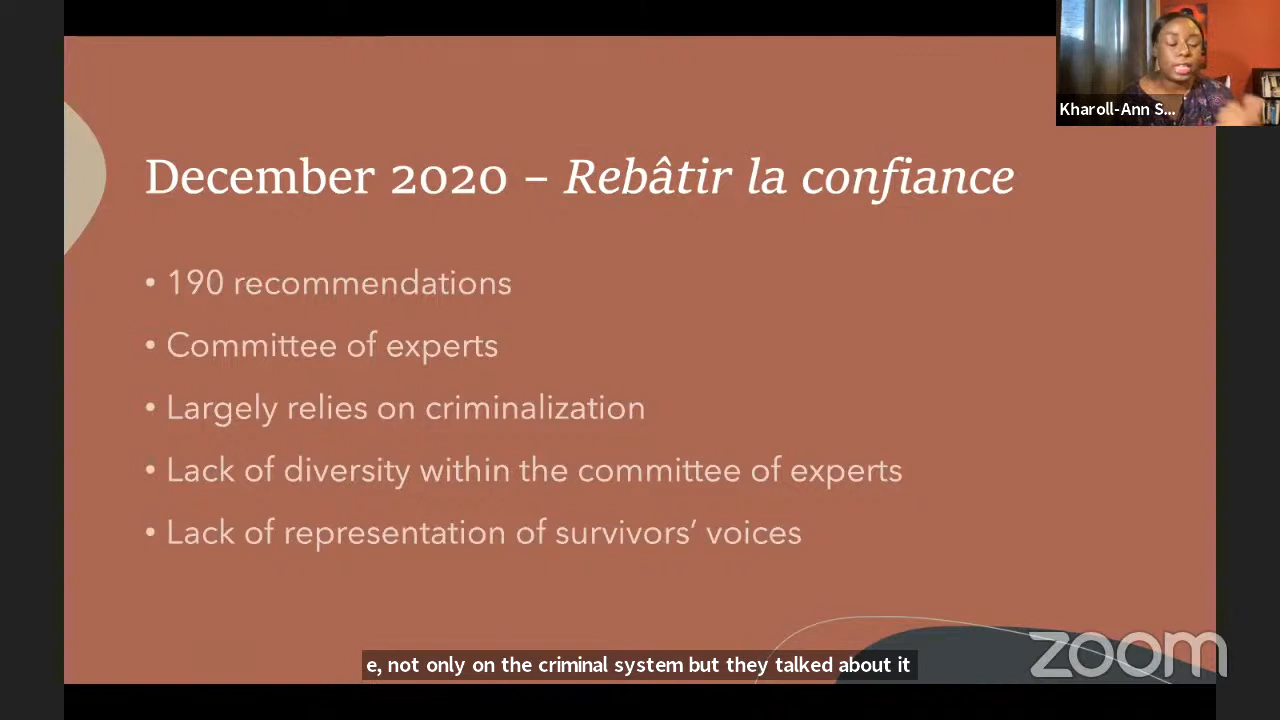 Kharoll-Ann S...
December 2020 – Rebâtir la confiance
• 190 recommendations
• Committee of experts
• Largely relies on criminalization
• Lack of diversity within the committee of experts
• Lack of representation of survivors’ voices
e, not only on the criminal system but they talked about it
zoom